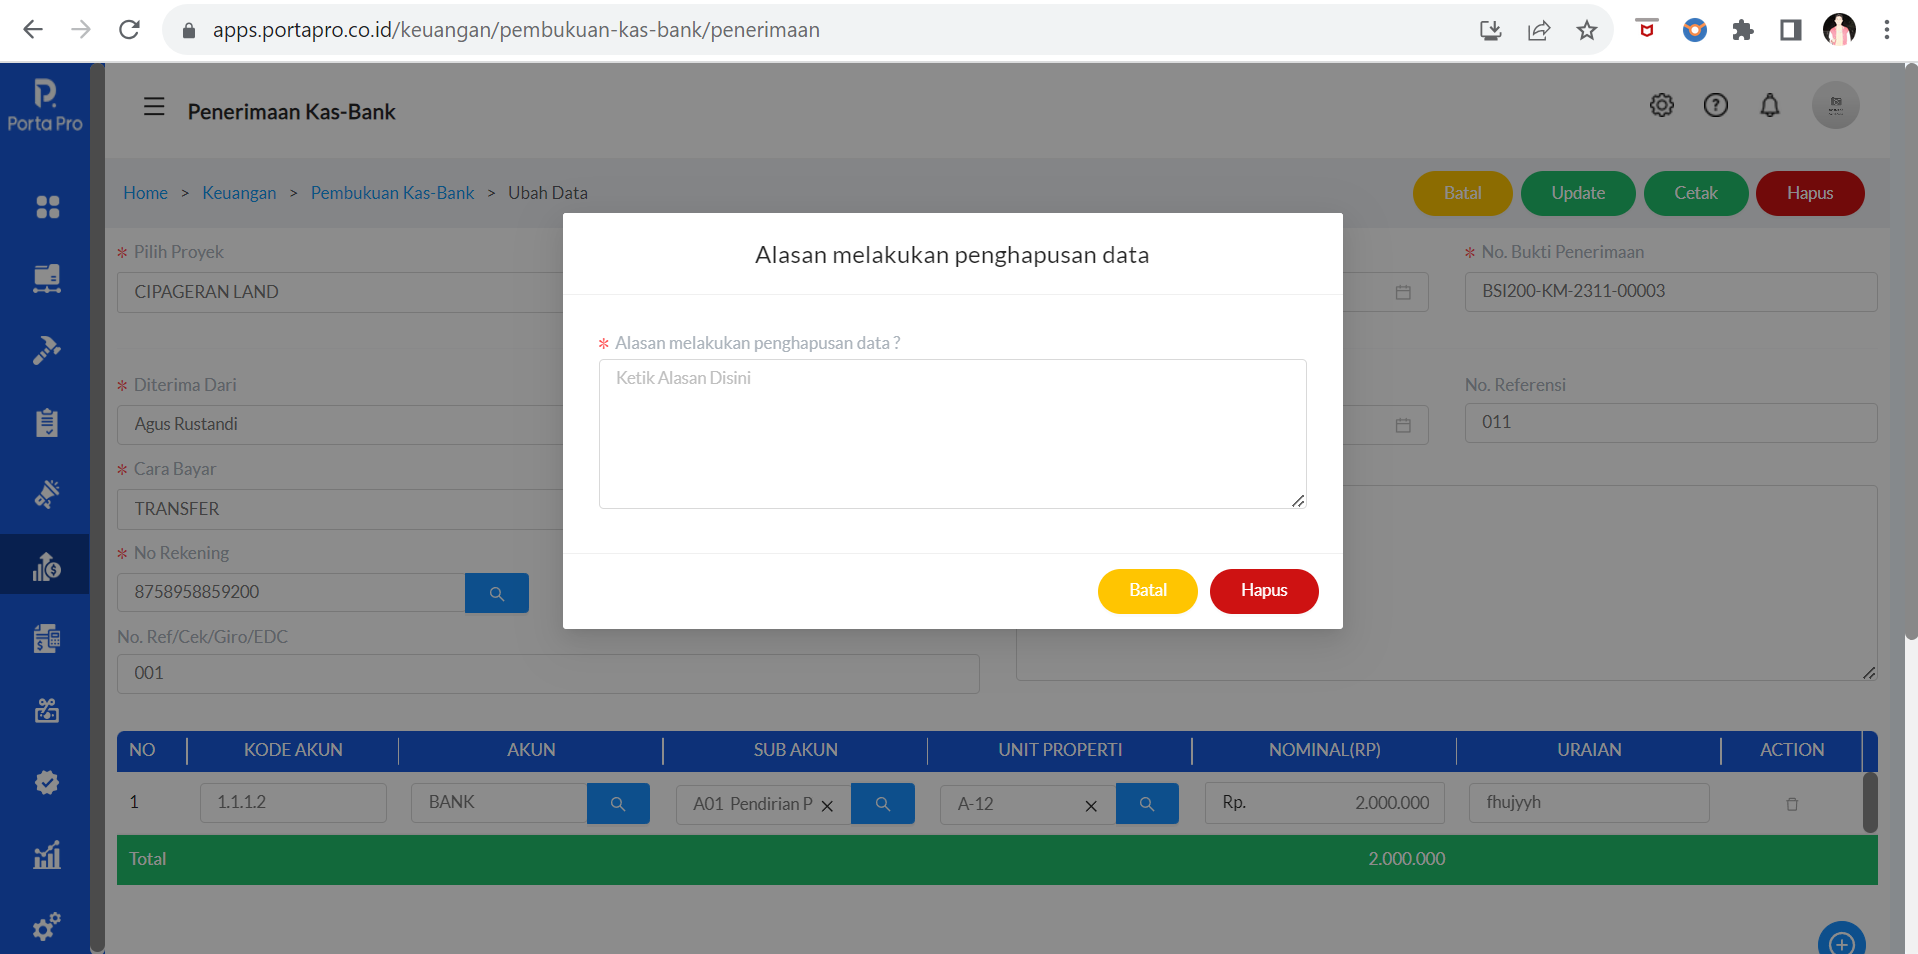 apps.portapro.co.id/keuangan/pembukuan-kas-bank/penerimaan
P.
Porta Pro
Penerimaan Kas-Bank
Home > Keuangan > Pembukuan Kas-Bank > Ubah Data
Batal Update Cetak Hapus
Alasan melakukan penghapusan data
* Alasan melakukan penghapusan data ?
Ketik Alasan Disini
Batal Hapus
* Pilih Proyek
CIPAGERAN LAND
* No. Bukti Penerimaan
BSI200-KM-2311-00003
* Diterima Dari
Agus Rustandi
No. Referensi
011
* Cara Bayar
TRANSFER
* No Rekening
8758958859200
No. Ref/Cek/Giro/EDC
001
NO KODE AKUN AKUN SUB AKUN UNIT PROPERTI NOMINAL(RP) URAIAN ACTION
1 1.1.1.2 BANK A01 Pendirian P A-12 Rp. 2.000.000 fhujyyh
Total 2.000.000